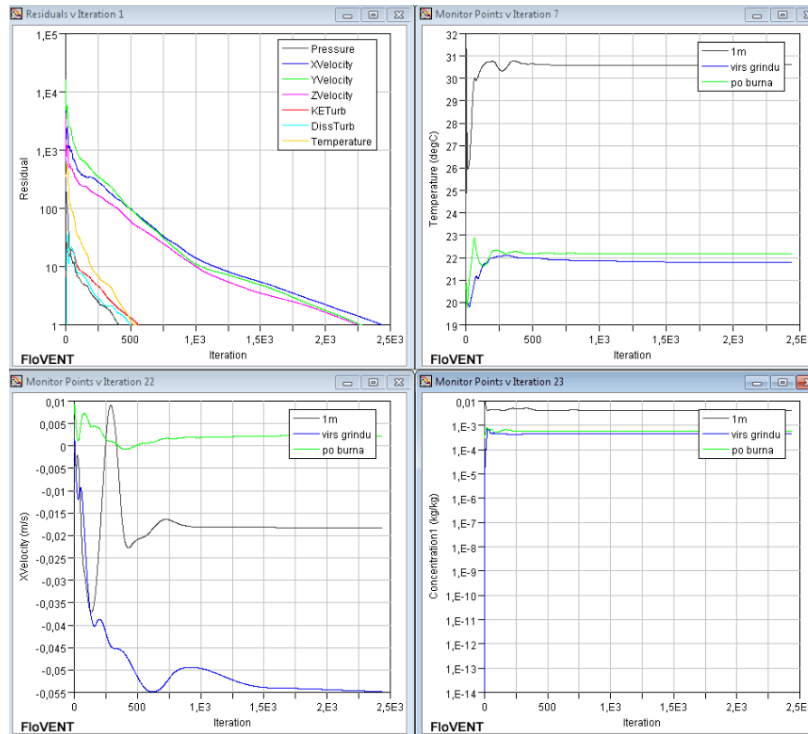 Residuals v Iteration 1
1,E5
1,E4
1,E3
100
10
1
Residual
Pressure
XVelocity
YVelocity
ZVelocity
KETurb
DissTurb
Temperature
0
500
1,E3
1,5E3
2,E3
2,5E3
Iteration
FloVENT
Monitor Points v Iteration 7
32
31
30
29
28
27
26
25
24
23
22
21
20
19
Temperature (degC)
1m
virs grindu
po burna
0
500
1,E3
1,5E3
2,E3
2,5E3
Iteration
FloVENT
Monitor Points v Iteration 22
0,01
0,005
0
-0,005
-0,01
-0,015
-0,02
-0,025
-0,03
-0,035
-0,04
-0,045
-0,05
-0,055
XVelocity (m/s)
1m
virs grindu
po burna
0
500
1,E3
1,5E3
2,E3
2,5E3
Iteration
FloVENT
Monitor Points v Iteration 23
0,01
1,E-3
1,E-4
1,E-5
1,E-6
1,E-7
1,E-8
1,E-9
1,E-10
1,E-11
1,E-12
1,E-13
1,E-14
Concentration1 (kg/kg)
1m
virs grindu
po burna
0
500
1,E3
1,5E3
2,E3
2,5E3
Iteration
FloVENT